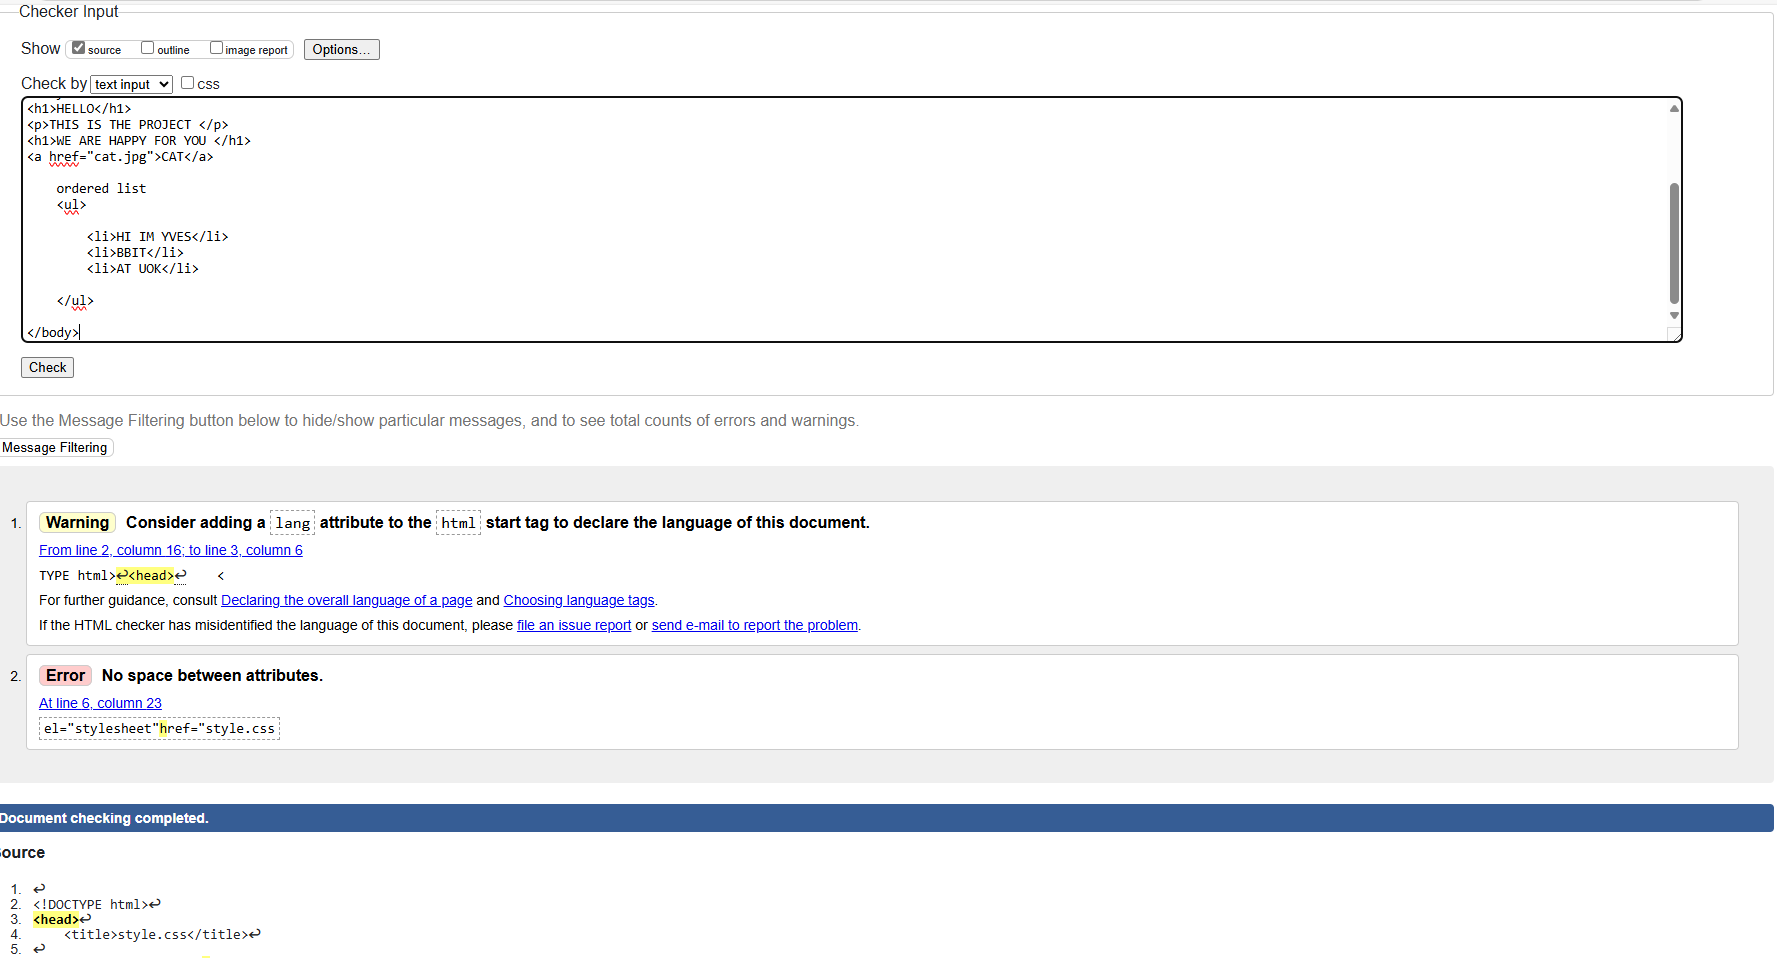 Checker Input
Show source outline image report Options...
Check by text input css
<h1>HELLO</h1>
<p>THIS IS THE PROJECT </p>
<h1>WE ARE HAPPY FOR YOU </h1>
<a href="cat.jpg">CAT</a>
ordered list
<ul>
<li>HI IM YVES</li>
<li>BBIT</li>
<li>AT UOK</li>
</ul>
</body>
Check
Use the Message Filtering button below to hide/show particular messages, and to see total counts of errors and warnings.
Message Filtering
1. Warning Consider adding a lang attribute to the html start tag to declare the language of this document.
From line 2, column 16; to line 3, column 6
TYPE html>↩<head>↩    <
For further guidance, consult Declaring the overall language of a page and Choosing language tags.
If the HTML checker has misidentified the language of this document, please file an issue report or send e-mail to report the problem.
2. Error No space between attributes.
At line 6, column 23
el="stylesheet"href="style.css
Document checking completed.
ource
1. ↩
2. <!DOCTYPE html>↩
3. <head>↩
4. <title>style.css</title>↩
5. ↩